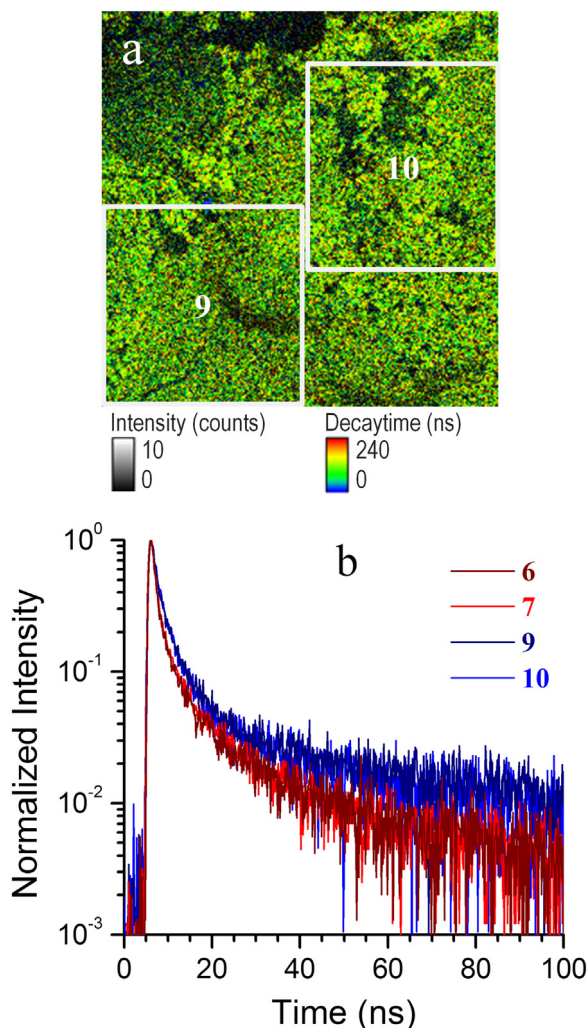 a
10
9
Intensity (counts)
10
0
Decaytime (ns)
240
0
b
6
7
9
10
10⁰
10⁻¹
10⁻²
10⁻³
Normalized Intensity
0 20 40 60 80 100
Time (ns)